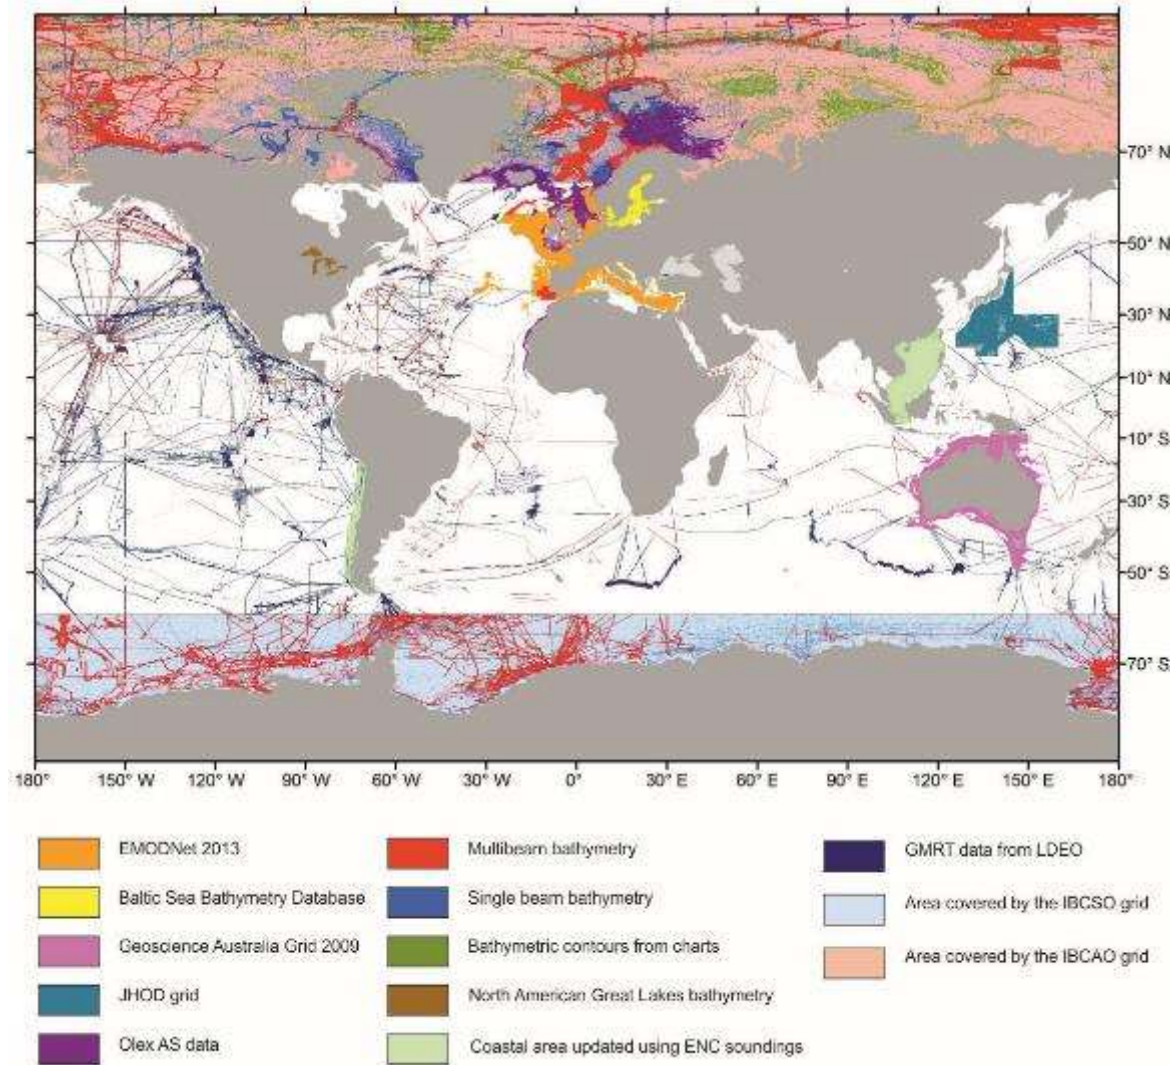 70° N
50° N
30° N
10° N
10° S
30° S
50° S
70° S
180° 150° W 120° W 90° W 60° W 30° W 0° 30° E 60° E 90° E 120° E 150° E 180°
EMODNet 2013
Baltic Sea Bathymetry Database
Geoscience Australia Grid 2009
JHOD grid
Olex AS data
Multibeam bathymetry
Single beam bathymetry
Bathymetric contours from charts
North American Great Lakes bathymetry
Coastal area updated using ENC soundings
GMRT data from LDEO
Area covered by the IBCSO grid
Area covered by the IBCAO grid